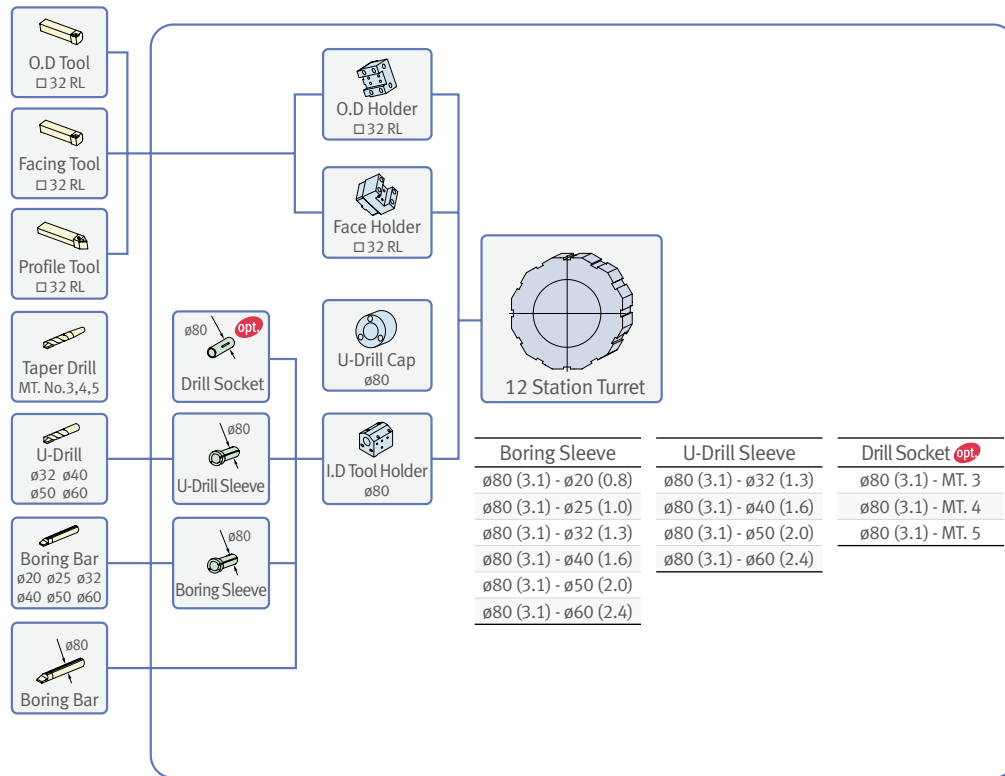 O.D Tool
□ 32 RL
Facing Tool
□ 32 RL
Profile Tool
□ 32 RL
Taper Drill
MT. No.3,4,5
U-Drill
ø32 ø40
ø50 ø60
Boring Bar
ø20 ø25 ø32
ø40 ø50 ø60
ø80
Boring Bar
ø80
opt.
Drill Socket
ø80
U-Drill Sleeve
ø80
Boring Sleeve
O.D Holder
□ 32 RL
Face Holder
□ 32 RL
U-Drill Cap
ø80
I.D Tool Holder
ø80
12 Station Turret
Boring Sleeve
ø80 (3.1) - ø20 (0.8)
ø80 (3.1) - ø25 (1.0)
ø80 (3.1) - ø32 (1.3)
ø80 (3.1) - ø40 (1.6)
ø80 (3.1) - ø50 (2.0)
ø80 (3.1) - ø60 (2.4)
U-Drill Sleeve
ø80 (3.1) - ø32 (1.3)
ø80 (3.1) - ø40 (1.6)
ø80 (3.1) - ø50 (2.0)
ø80 (3.1) - ø60 (2.4)
Drill Socket opt.
ø80 (3.1) - MT. 3
ø80 (3.1) - MT. 4
ø80 (3.1) - MT. 5